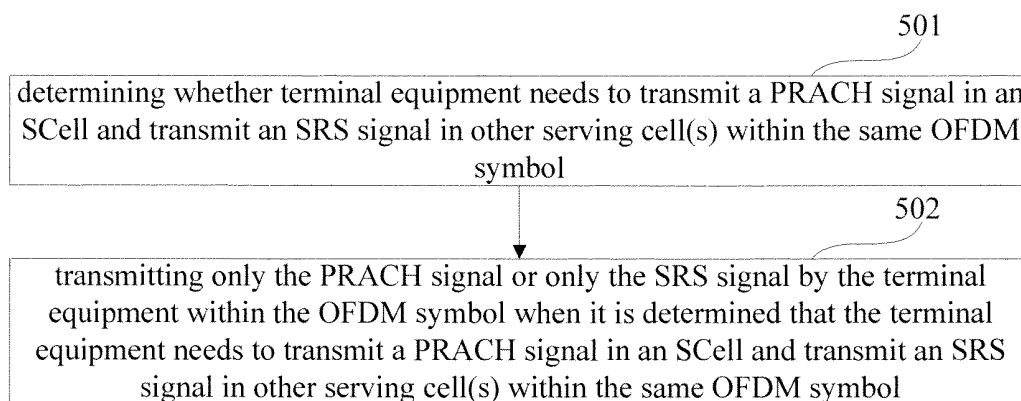 501
determining whether terminal equipment needs to transmit a PRACH signal in an
SCell and transmit an SRS signal in other serving cell(s) within the same OFDM
symbol
502
transmitting only the PRACH signal or only the SRS signal by the terminal
equipment within the OFDM symbol when it is determined that the terminal
equipment needs to transmit a PRACH signal in an SCell and transmit an SRS
signal in other serving cell(s) within the same OFDM symbol